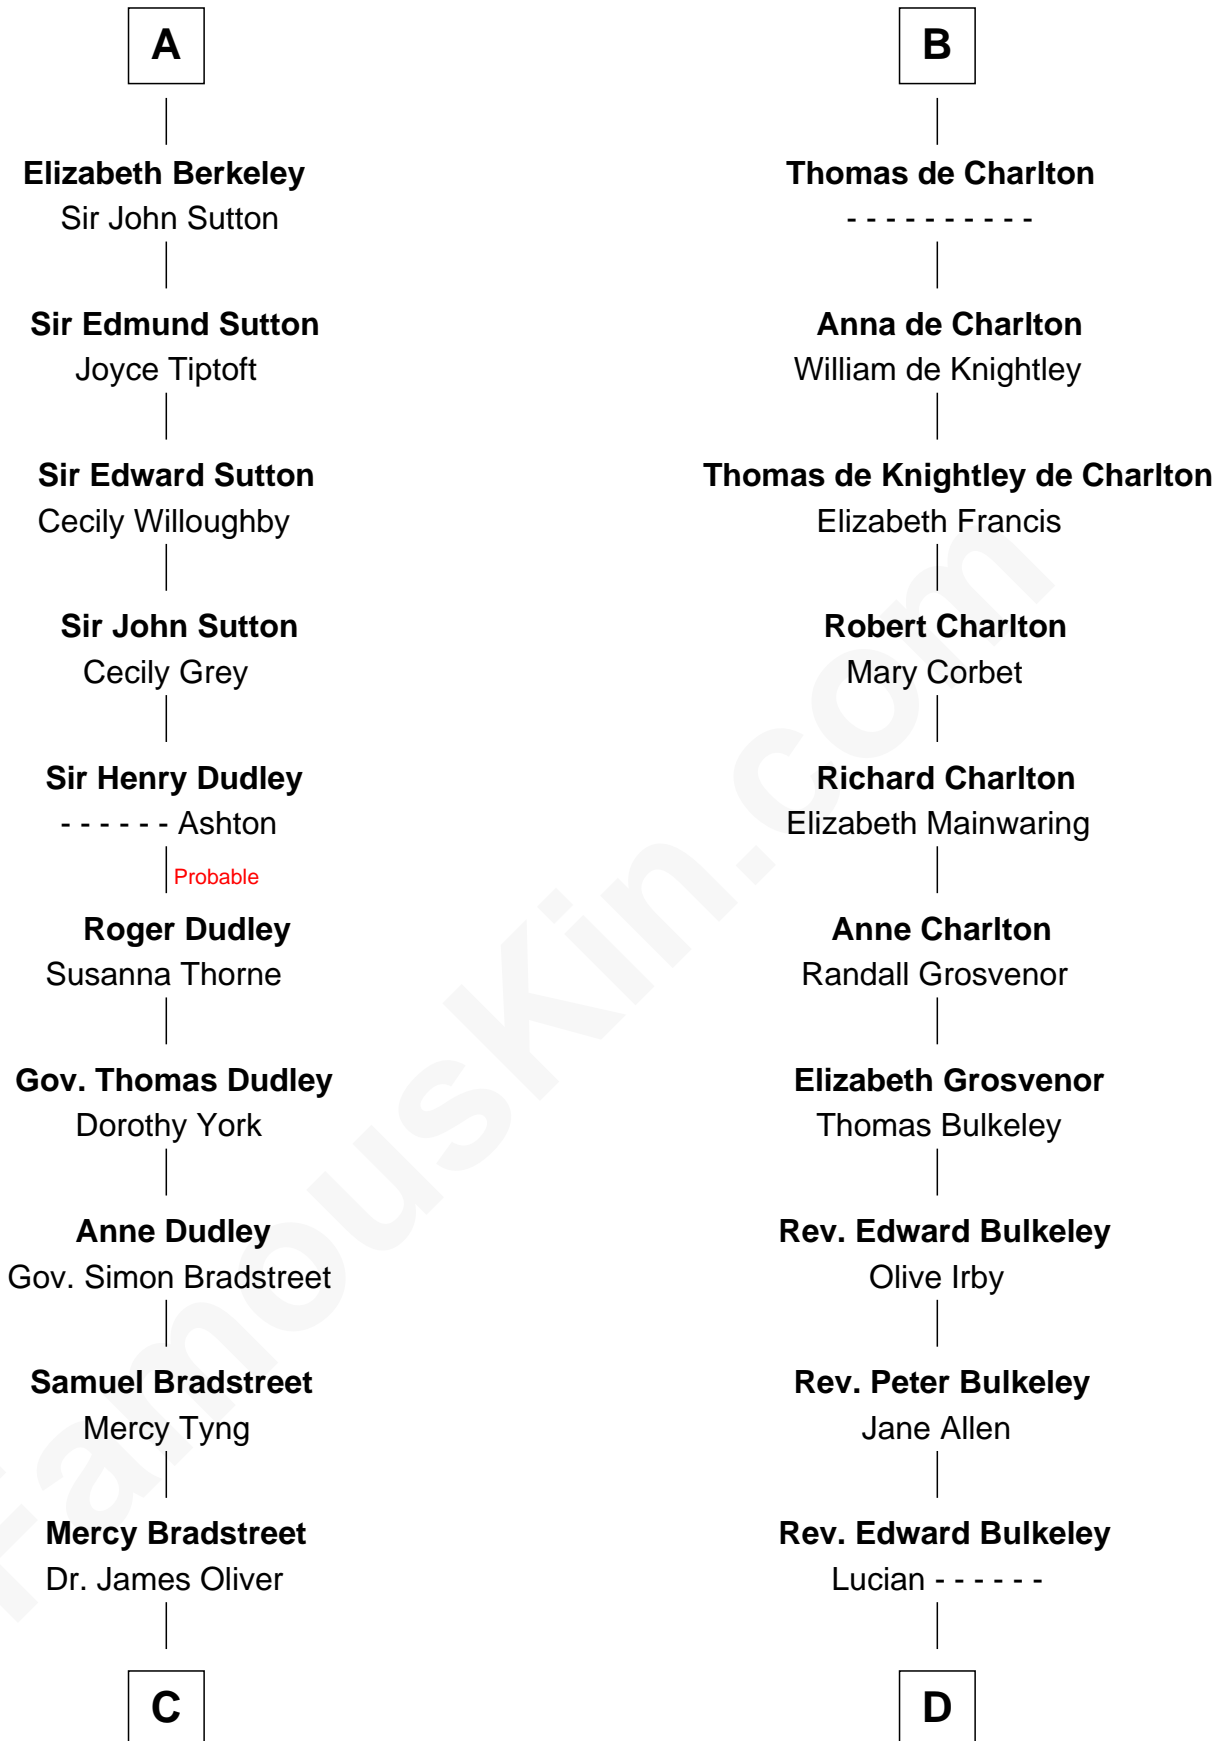 A
Elizabeth Berkeley
Sir John Sutton
Sir Edmund Sutton
Joyce Tiptoft
Sir Edward Sutton
Cecily Willoughby
Sir John Sutton
Cecily Grey
Sir Henry Dudley
- - - - - - Ashton
Probable
Roger Dudley
Susanna Thorne
Gov. Thomas Dudley
Dorothy York
Anne Dudley
Gov. Simon Bradstreet
Samuel Bradstreet
Mercy Tyng
Mercy Bradstreet
Dr. James Oliver
C
B
Thomas de Charlton
- - - - - - - - - -
Anna de Charlton
William de Knightley
Thomas de Knightley de Charlton
Elizabeth Francis
Robert Charlton
Mary Corbet
Richard Charlton
Elizabeth Mainwaring
Anne Charlton
Randall Grosvenor
Elizabeth Grosvenor
Thomas Bulkeley
Rev. Edward Bulkeley
Olive Irby
Rev. Peter Bulkeley
Jane Allen
Rev. Edward Bulkeley
Lucian - - - - - -
D
FamousKin.com